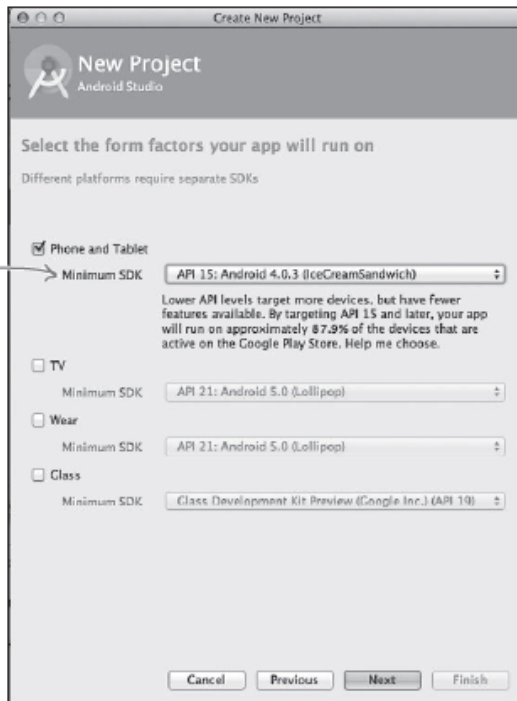 Create New Project
New Project
Android Studio
Select the form factors your app will run on
Different platforms require separate SDKs
Phone and Tablet
Minimum SDK
API 15: Android 4.0.3 (IceCreamSandwich)
Lower API levels target more devices, but have fewer
features available. By targeting API 15 and later, your app
will run on approximately 87.9% of the devices that are
active on the Google Play Store. Help me choose.
TV
Minimum SDK
API 21: Android 5.0 (Lollipop)
Wear
Minimum SDK
API 21: Android 5.0 (Lollipop)
Glass
Minimum SDK
Glass Development Kit Preview (Google Inc.) (API 19)
Cancel
Previous
Next
Finish